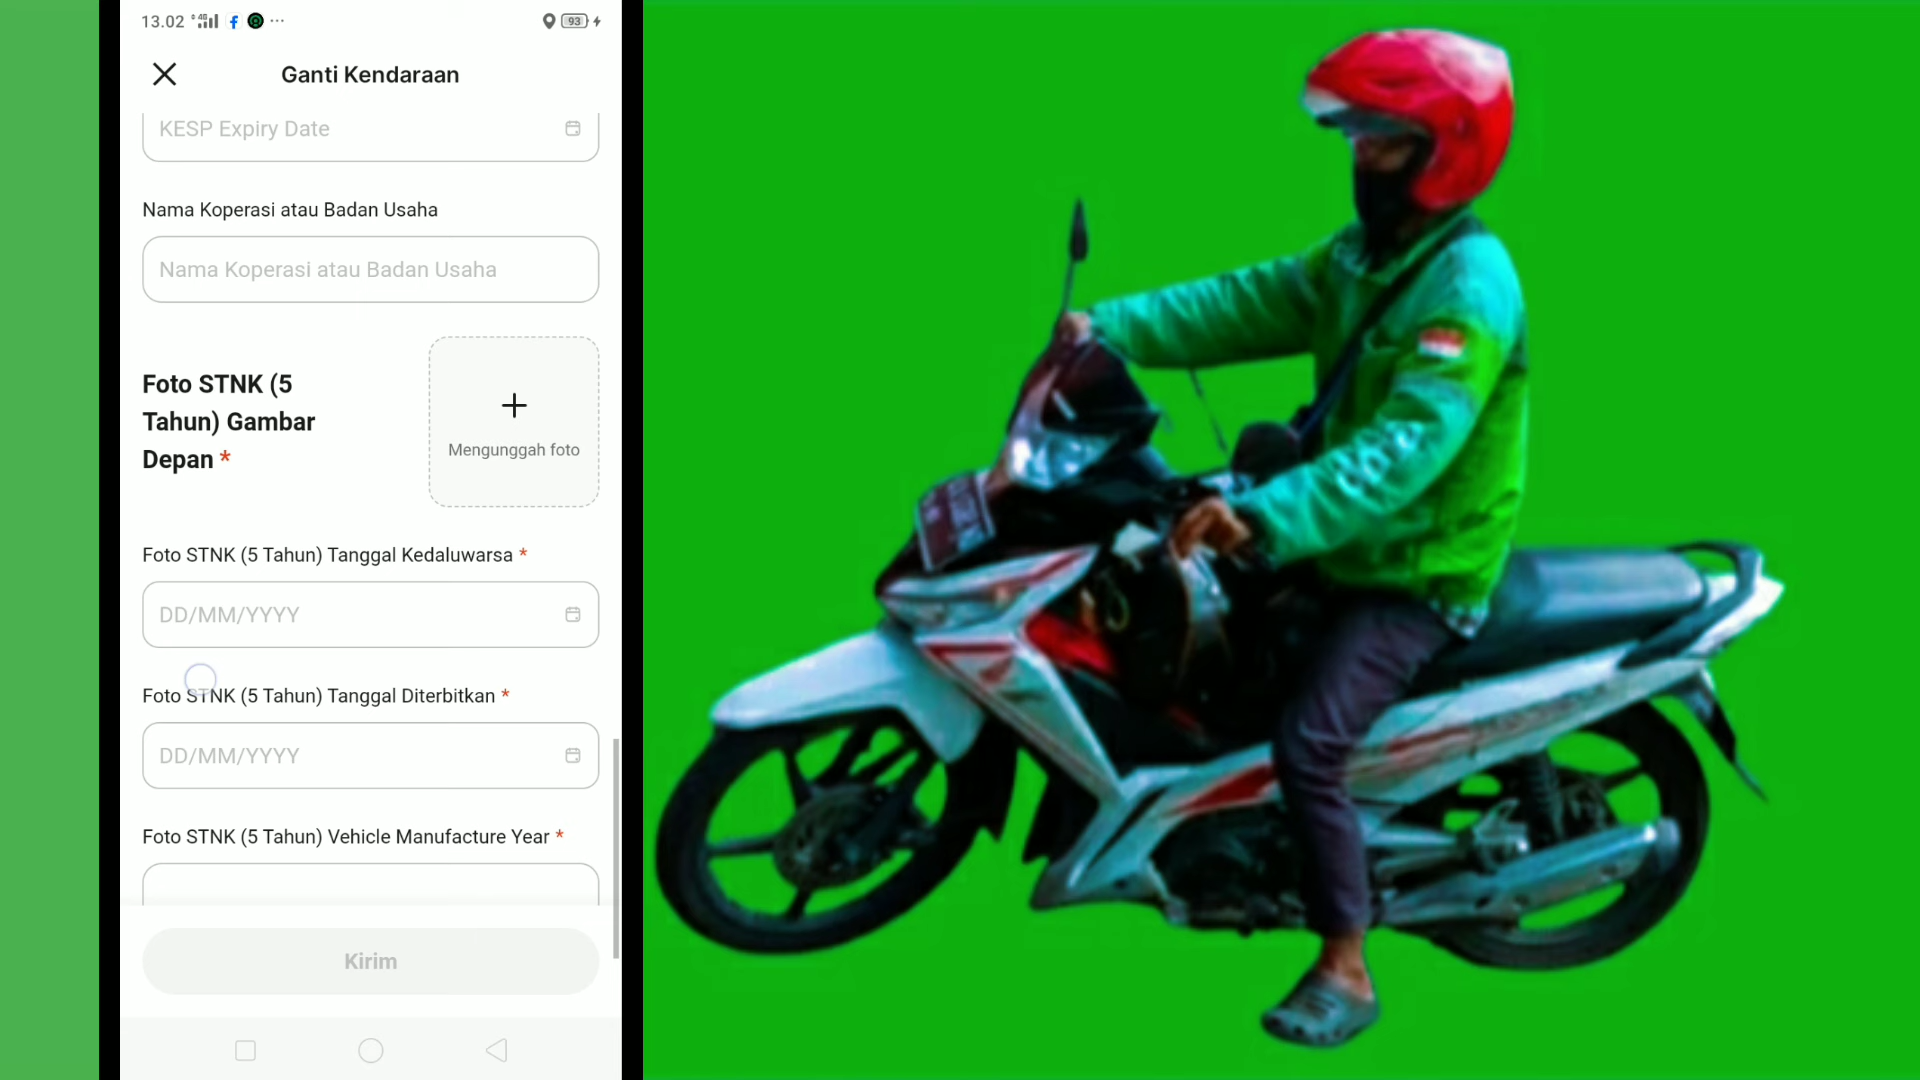 13.02
4G
93
Ganti Kendaraan
KESP Expiry Date
Nama Koperasi atau Badan Usaha
Nama Koperasi atau Badan Usaha
Foto STNK (5
Tahun) Gambar
Depan *
Mengunggah foto
Foto STNK (5 Tahun) Tanggal Kedaluwarsa *
DD/MM/YYYY
Foto STNK (5 Tahun) Tanggal Diterbitkan *
DD/MM/YYYY
Foto STNK (5 Tahun) Vehicle Manufacture Year *
Kirim